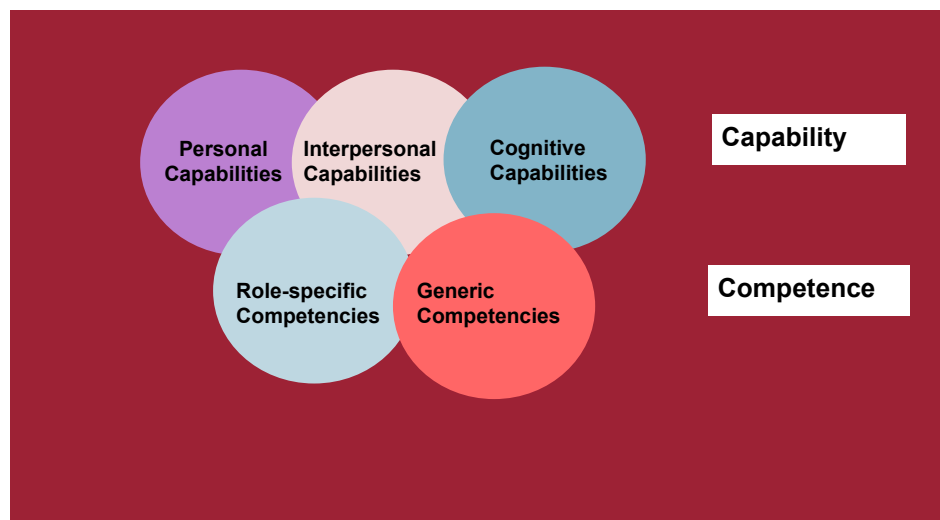 Personal
Capabilities
Interpersonal
Capabilities
Cognitive
Capabilities
Capability
Role-specific
Competencies
Generic
Competencies
Competence